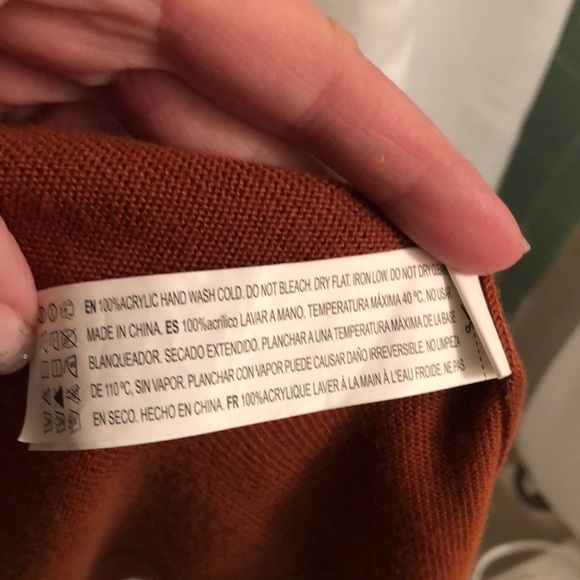 EN 100%ACRYLIC HAND WASH COLD. DO NOT BLEACH. DRY FLAT. IRON LOW. DO NOT DRY CLEAN
MADE IN CHINA. ES 100%acrílico LAVAR A MANO. TEMPERATURA MÁXIMA 40 ºC. NO USAR
BLANQUEADOR. SECADO EXTENDIDO. PLANCHAR A UNA TEMPERATURA MÁXIMA DE LA BASE
DE 110 ºC, SIN VAPOR. PLANCHAR CON VAPOR PUEDE CAUSAR DAÑO IRREVERSIBLE. NO LIMPEZA
EN SECO. HECHO EN CHINA. FR 100%ACRYLIQUE LAVER À LA MAIN À L'EAU FROIDE. NE PAS